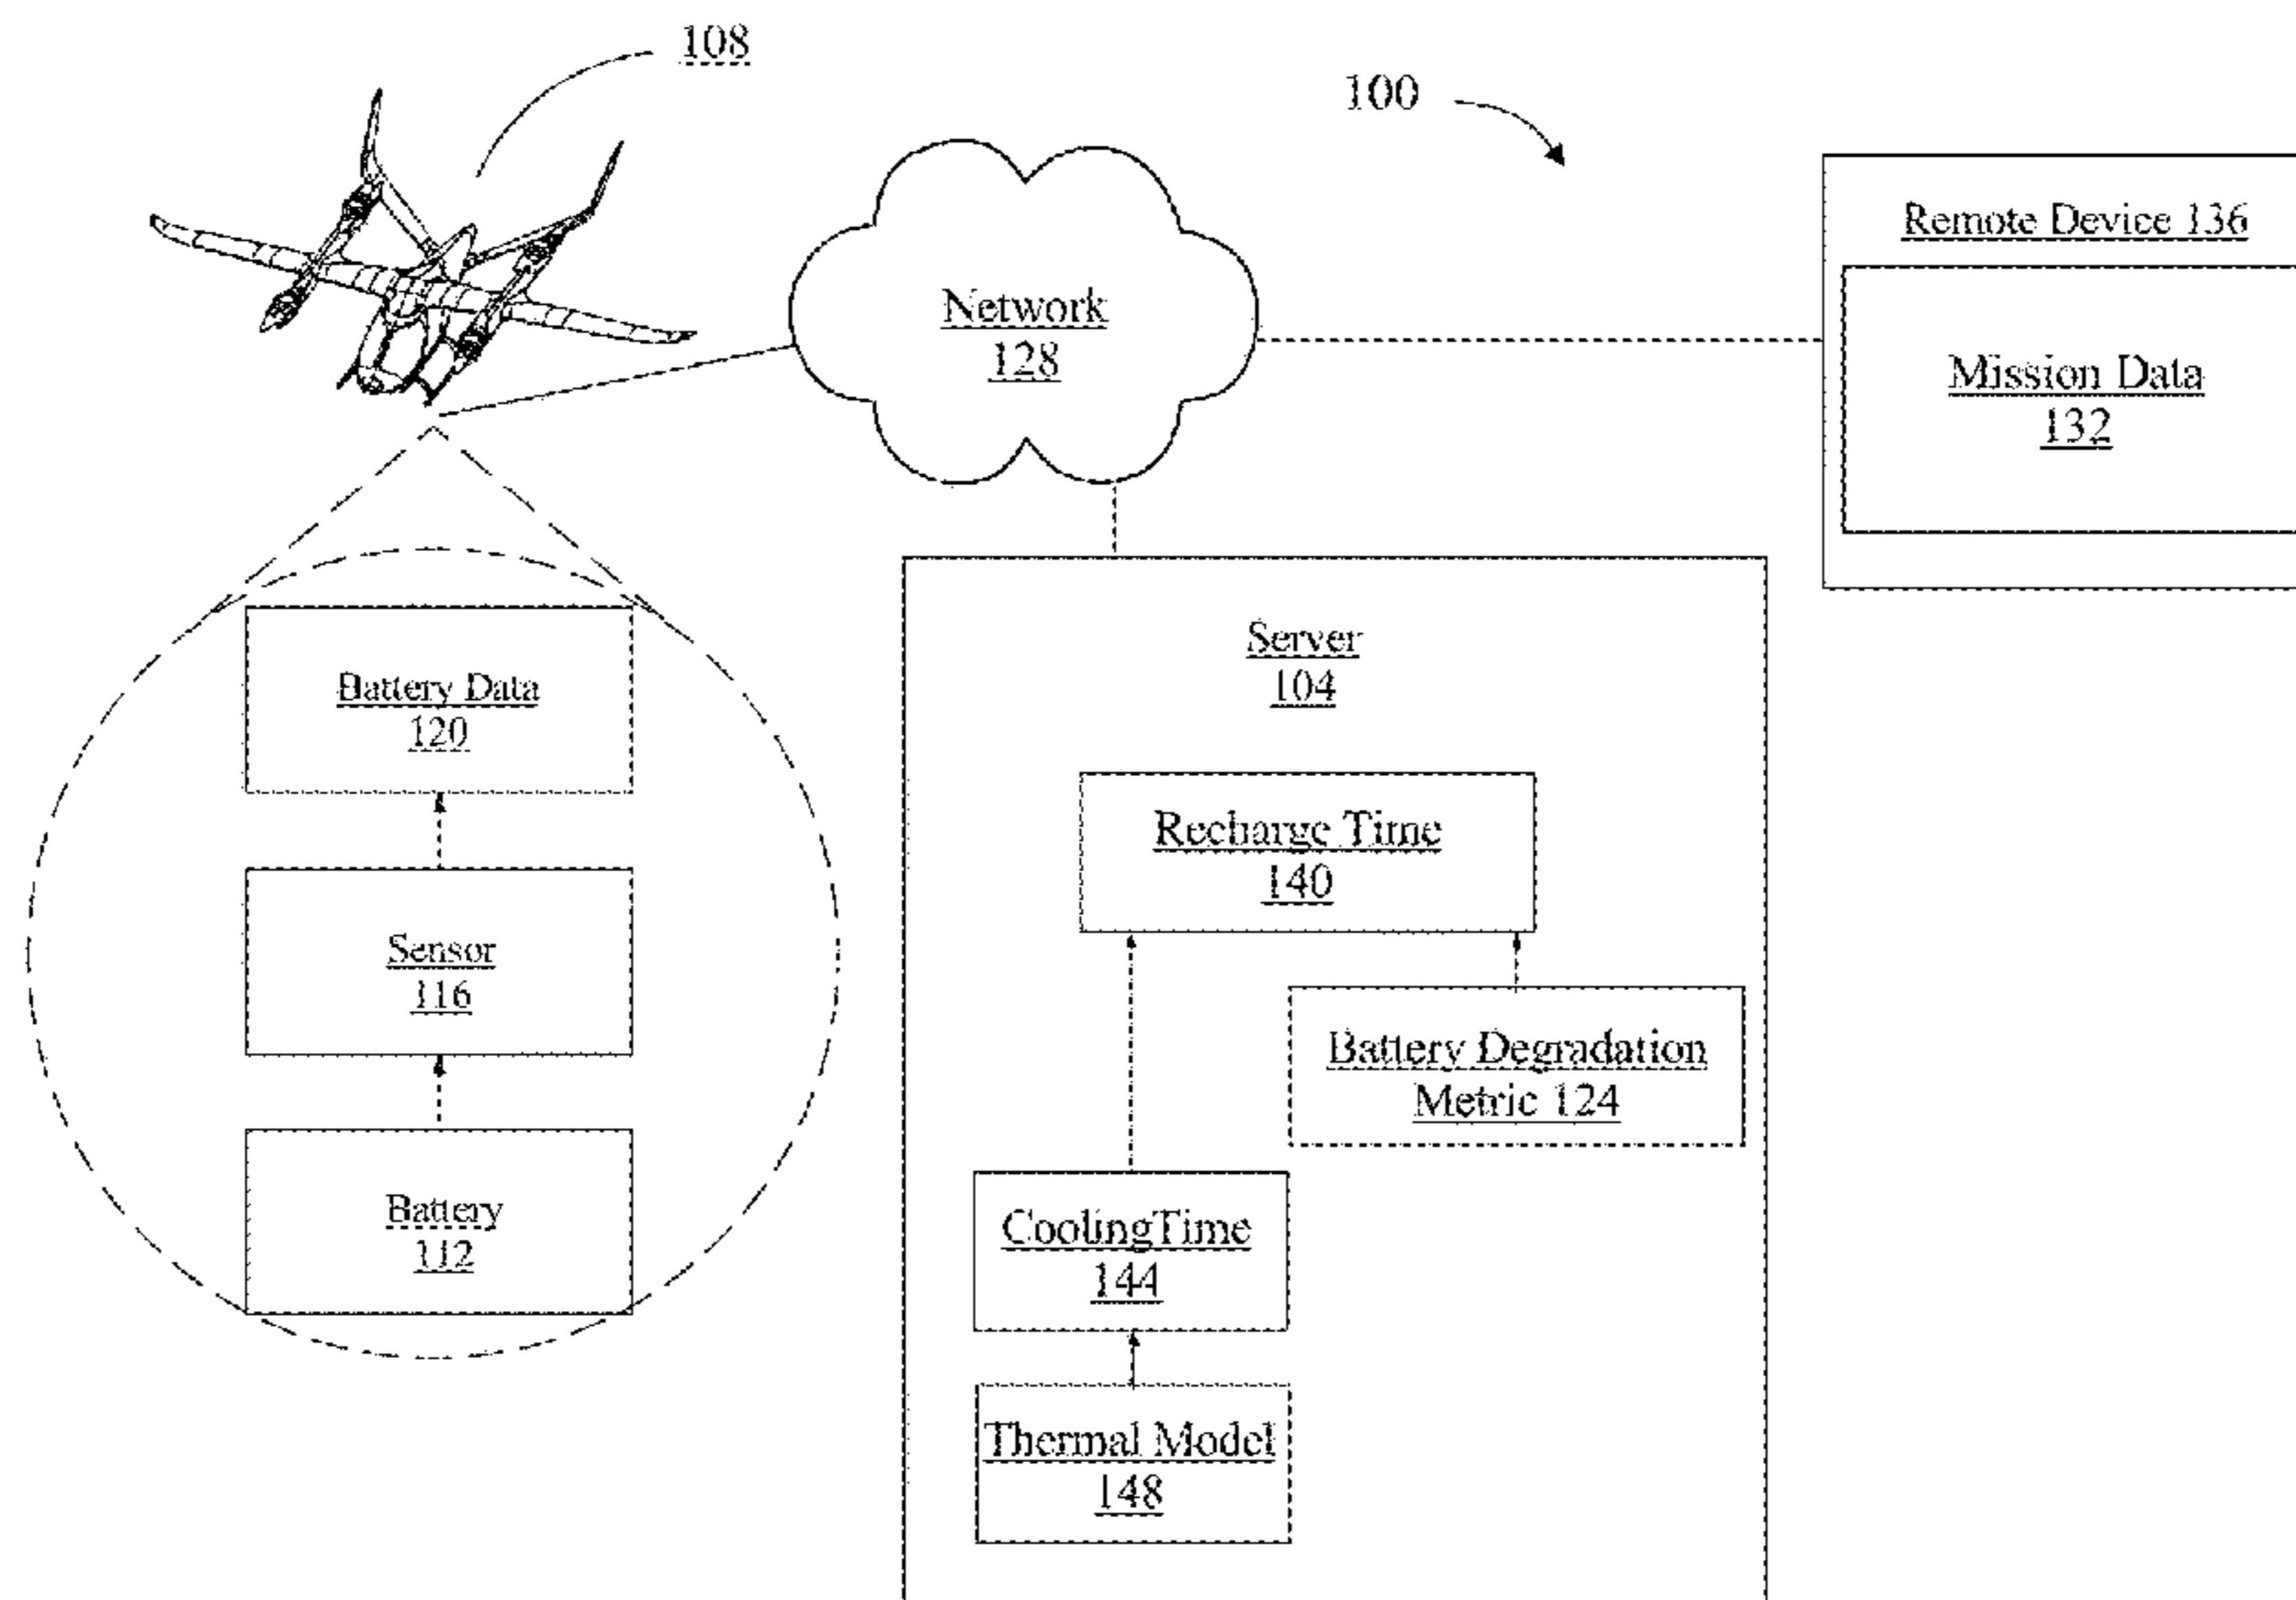 108
100
Remote Device 136
Mission Data
132
Network
128
Server
104
Battery Data
120
Recharge Time
140
Sensor
116
Battery Degradation
Metric 124
Battery
112
CoolingTime
144
Thermal Model
148